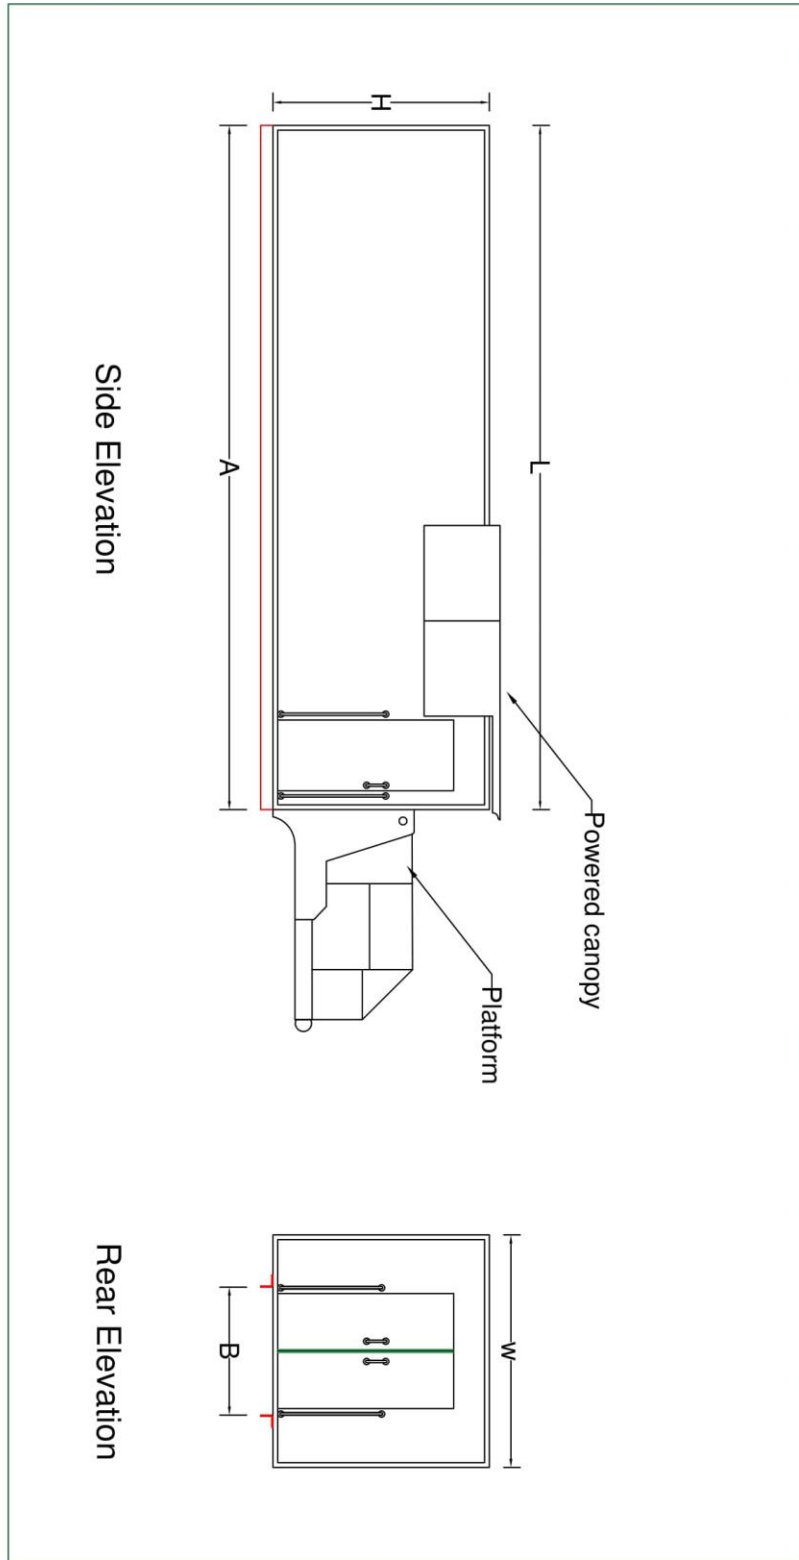 H
L
Powered canopy
Platform
A
Side Elevation
w
B
Rear Elevation